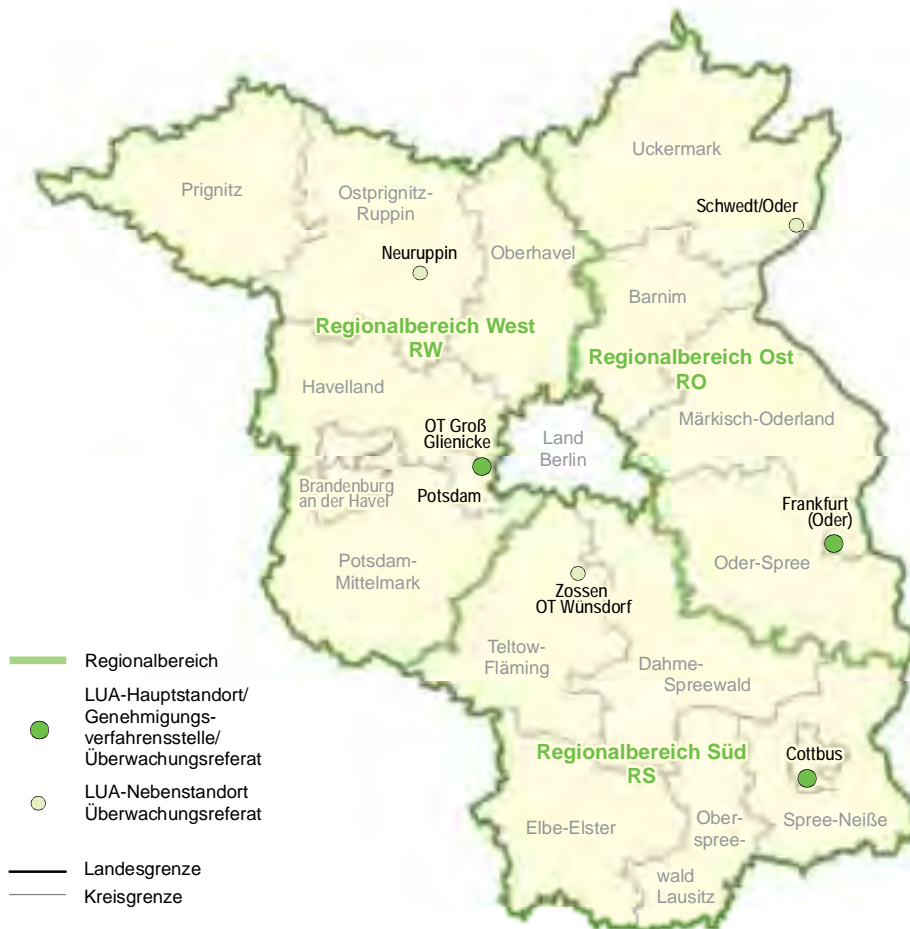 Uckermark
Prignitz
Ostprignitz-
Ruppin
Schwedt/Oder
Neuruppin
Oberhavel
Barnim
Regionalbereich West
RW
Regionalbereich Ost
RO
Havelland
Märkisch-Oderland
OT Groß
Glienicke
Land
Berlin
Brandenburg
an der Havel
Potsdam
Frankfurt
(Oder)
Potsdam-
Mittelmark
Oder-Spree
Zossen
OT Wünsdorf
Teltow-
Fläming
Dahme-
Spreewald
Regionalbereich Süd
RS
Cottbus
Elbe-Elster
Ober-
spree-
wald
Lausitz
Spree-Neiße
Regionalbereich
LUA-Hauptstandort/
Genehmigungs-
verfahrensstelle/
Überwachungsreferat
LUA-Nebenstandort
Überwachungsreferat
Landesgrenze
Kreisgrenze